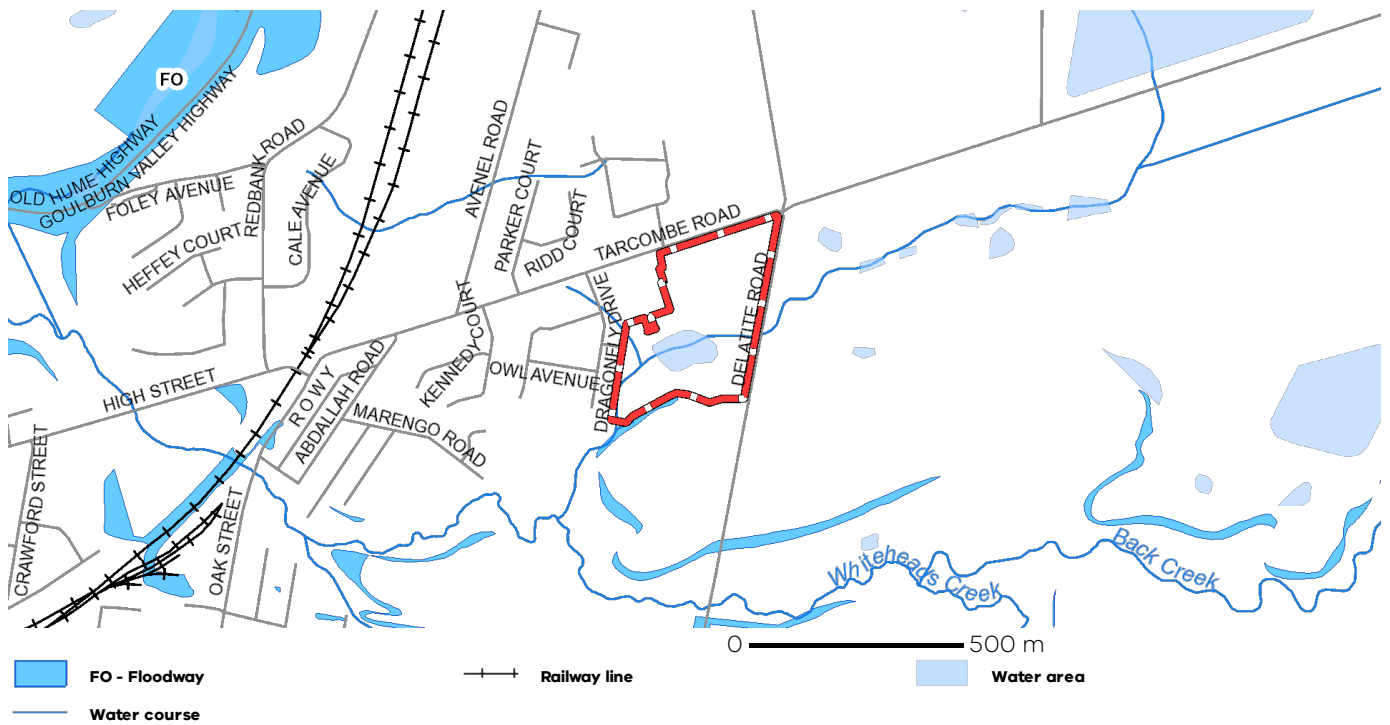 FO
OLD HUME HIGHWAY
GOULBURN VALLEY HIGHWAY
FOLEY AVENUE
REDBANK ROAD
HEFFEY COURT
CALE AVENUE
AVENEL ROAD
PARKER COURT
RIDD COURT
TARCOMBE ROAD
DRAGONFLY DRIVE
DELATITE ROAD
KENNEDY COURT
OWL AVENUE
HIGH STREET
ROWY
ABDALLAH ROAD
MARENGO ROAD
CRAWFORD STREET
OAK STREET
Whiteheads Creek
Back Creek
0 500 m
FO - Floodway
Railway line
Water area
Water course